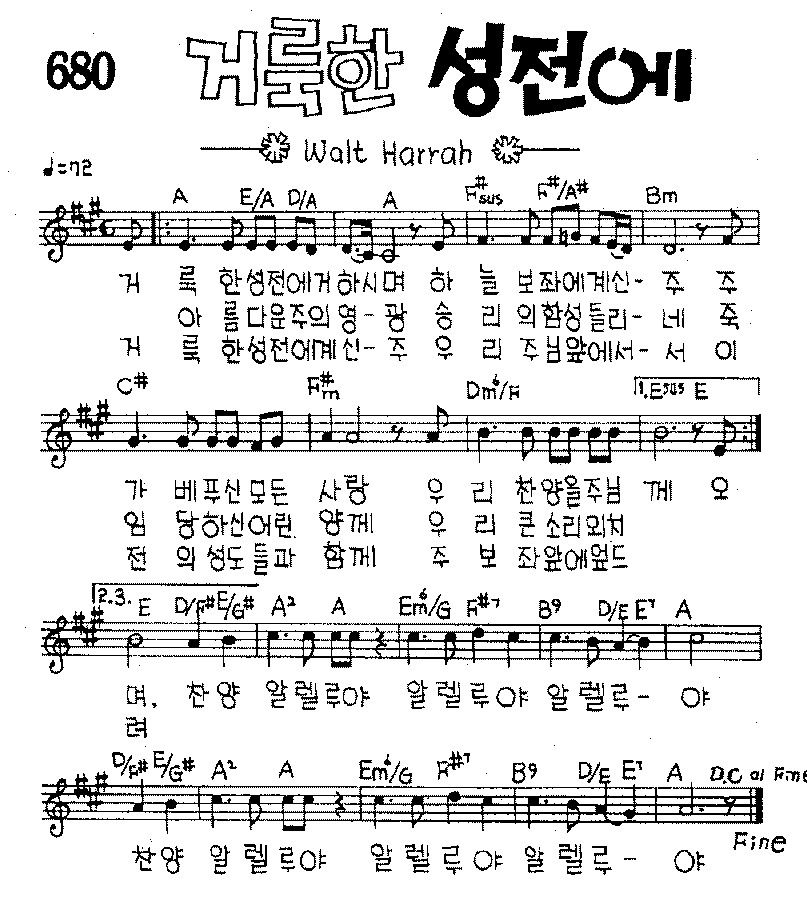 680 거룩한 성전에
Walt Harrah
♩=72
A E/A D/A A F#sus F#/A# Bm
거 룩 한성전에거하시며 하 늘 보좌에계신- 주 주
아 름다운주의 영- 광 송 리 의함성들리- 네 죽
거 룩 한성전에계신- 주 우 리 주님앞에서- 서 이
C# F#m Dm6/F 1.Esus E
가 베푸신모든 사랑 우 리 찬양을주님 께 오
임 당하신어린 양께 우 리 큰소리외치
전 의성도들과 함께 주 보 좌앞에엎드
2.3. E D/F# E/G# A2 A Em6/G F#7 B9 D/E E7 A
며, 찬양 알렐루야 알렐루야 알렐루- 야
려
D/F# E/G# A2 A Em6/G F#7 B9 D/E E7 A D.C al Fine
찬양 알렐루야 알렐루야 알렐루- 야 Fine